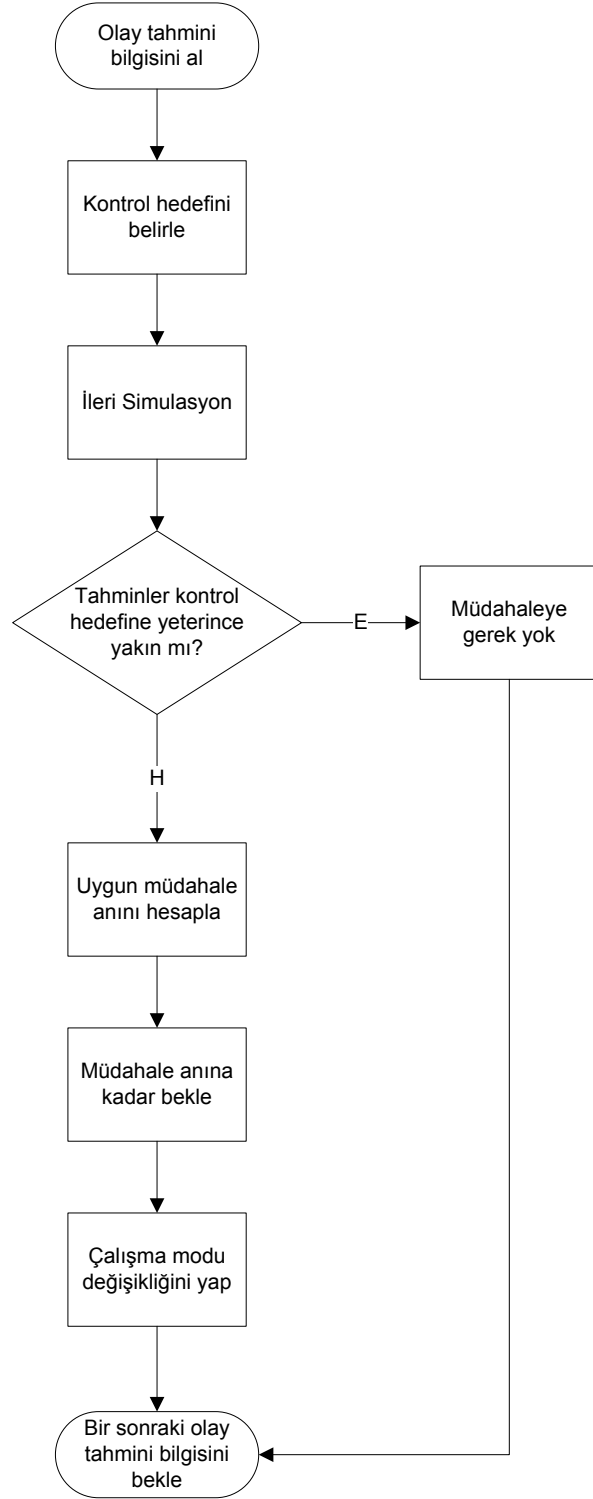 Olay tahmini
bilgisini al
Kontrol hedefini
belirle
İleri Simulasyon
Tahminler kontrol
hedefine yeterince
yakın mı?
E
Müdahaleye
gerek yok
H
Uygun müdahale
anını hesapla
Müdahale anına
kadar bekle
Çalışma modu
değişikliğini yap
Bir sonraki olay
tahmini bilgisini
bekle